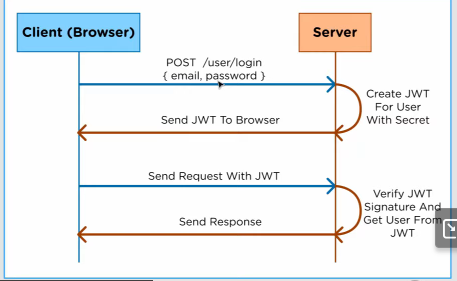 Client (Browser)
Server
POST /user/login
{ email, password }
Create JWT
For User
With Secret
Send JWT To Browser
Send Request With JWT
Verify JWT
Signature And
Get User From
JWT
Send Response